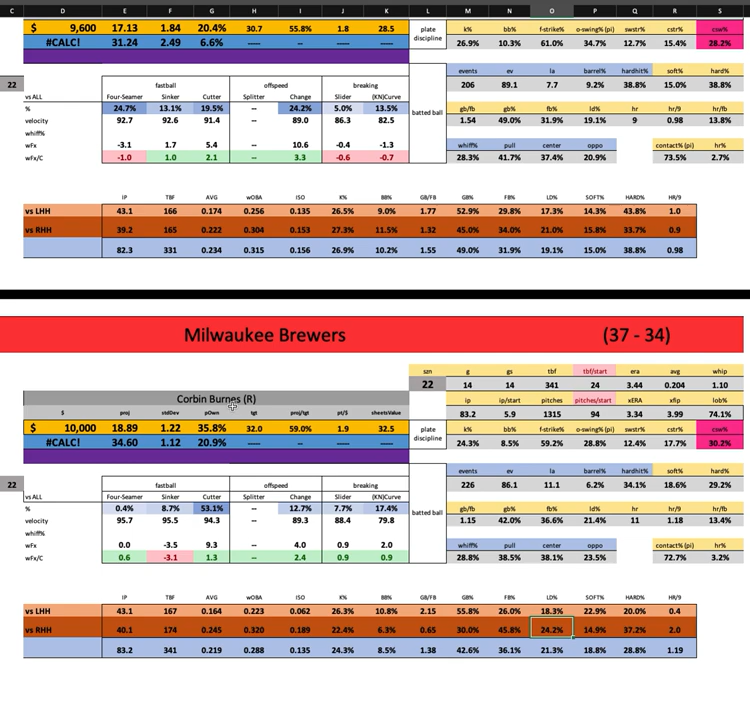 C D E F G H I J K L M N O P Q R S
$ 9,600 17.13 1.84 20.4% 30.7 55.8% 1.8 28.5 plate discipline k% bb% f-strike% o-swing% (pi) swstr% cstr% csw%
#CALC! 31.24 2.49 6.6% ---- ---- -- ---- 26.9% 10.3% 61.0% 34.7% 12.7% 15.4% 28.2%
events ev la barrel% hardhit% soft% hard%
22 fastball offspeed breaking 206 89.1 7.7 9.2% 38.8% 15.0% 38.8%
vs ALL Four-Seamer Sinker Cutter Splitter Change Slider (KN)Curve
% 24.7% 13.1% 19.5% -- 24.2% 5.0% 13.5% batted ball gb/fb gb% fb% ld% hr hr/9 hr/fb
velocity 92.7 92.6 91.4 -- 89.0 86.3 82.5 1.54 49.0% 31.9% 19.1% 9 0.98 13.8%
whiff%
wFx -3.1 1.7 5.4 -- 10.6 -0.4 -1.3 whiff% pull center oppo contact% (pi) hr%
wFx/C -1.0 1.0 2.1 -- 3.3 -0.6 -0.7 28.3% 41.7% 37.4% 20.9% 73.5% 2.7%
IP TBF AVG wOBA ISO K% BB% GB/FB GB% FB% LD% SOFT% HARD% HR/9
vs LHH 43.1 166 0.174 0.256 0.135 26.5% 9.0% 1.77 52.9% 29.8% 17.3% 14.3% 43.8% 1.0
vs RHH 39.2 165 0.222 0.304 0.153 27.3% 11.5% 1.32 45.0% 34.0% 21.0% 15.8% 33.7% 0.9
82.3 331 0.234 0.315 0.156 26.9% 10.2% 1.55 49.0% 31.9% 19.1% 15.0% 38.8% 0.98
Milwaukee Brewers (37 - 34)
szn g gs tbf tbf/start era avg whip
22 14 14 341 24 3.44 0.204 1.10
Corbin Burnes (R) ip ip/start pitches pitches/start xERA xfip lob%
$ proj stdDev pOwn tgt proj/tgt pt/$ sheetsValue 83.2 5.9 1315 94 3.34 3.99 74.1%
$ 10,000 18.89 1.22 35.8% 32.0 59.0% 1.9 32.5 plate discipline k% bb% f-strike% o-swing% (pi) swstr% cstr% csw%
#CALC! 34.60 1.12 20.9% ---- ---- -- ---- 24.3% 8.5% 59.2% 28.8% 12.4% 17.7% 30.2%
events ev la barrel% hardhit% soft% hard%
22 fastball offspeed breaking 226 86.1 11.1 6.2% 34.1% 18.6% 29.2%
vs ALL Four-Seamer Sinker Cutter Splitter Change Slider (KN)Curve
% 0.4% 8.7% 53.1% -- 12.7% 7.7% 17.4% batted ball gb/fb gb% fb% ld% hr hr/9 hr/fb
velocity 95.7 95.5 94.3 -- 89.3 88.4 79.8 1.15 42.0% 36.6% 21.4% 11 1.18 13.4%
whiff%
wFx 0.0 -3.5 9.3 -- 4.0 0.9 2.0 whiff% pull center oppo contact% (pi) hr%
wFx/C 0.6 -3.1 1.3 -- 2.4 0.9 0.9 28.8% 38.5% 38.1% 23.5% 72.7% 3.2%
IP TBF AVG wOBA ISO K% BB% GB/FB GB% FB% LD% SOFT% HARD% HR/9
vs LHH 43.1 167 0.164 0.223 0.062 26.3% 10.8% 2.15 55.8% 26.0% 18.3% 22.9% 20.0% 0.4
vs RHH 40.1 174 0.245 0.320 0.189 22.4% 6.3% 0.65 30.0% 45.8% 24.2% 14.9% 37.2% 2.0
83.2 341 0.219 0.288 0.135 24.3% 8.5% 1.38 42.6% 36.1% 21.3% 18.8% 28.8% 1.19